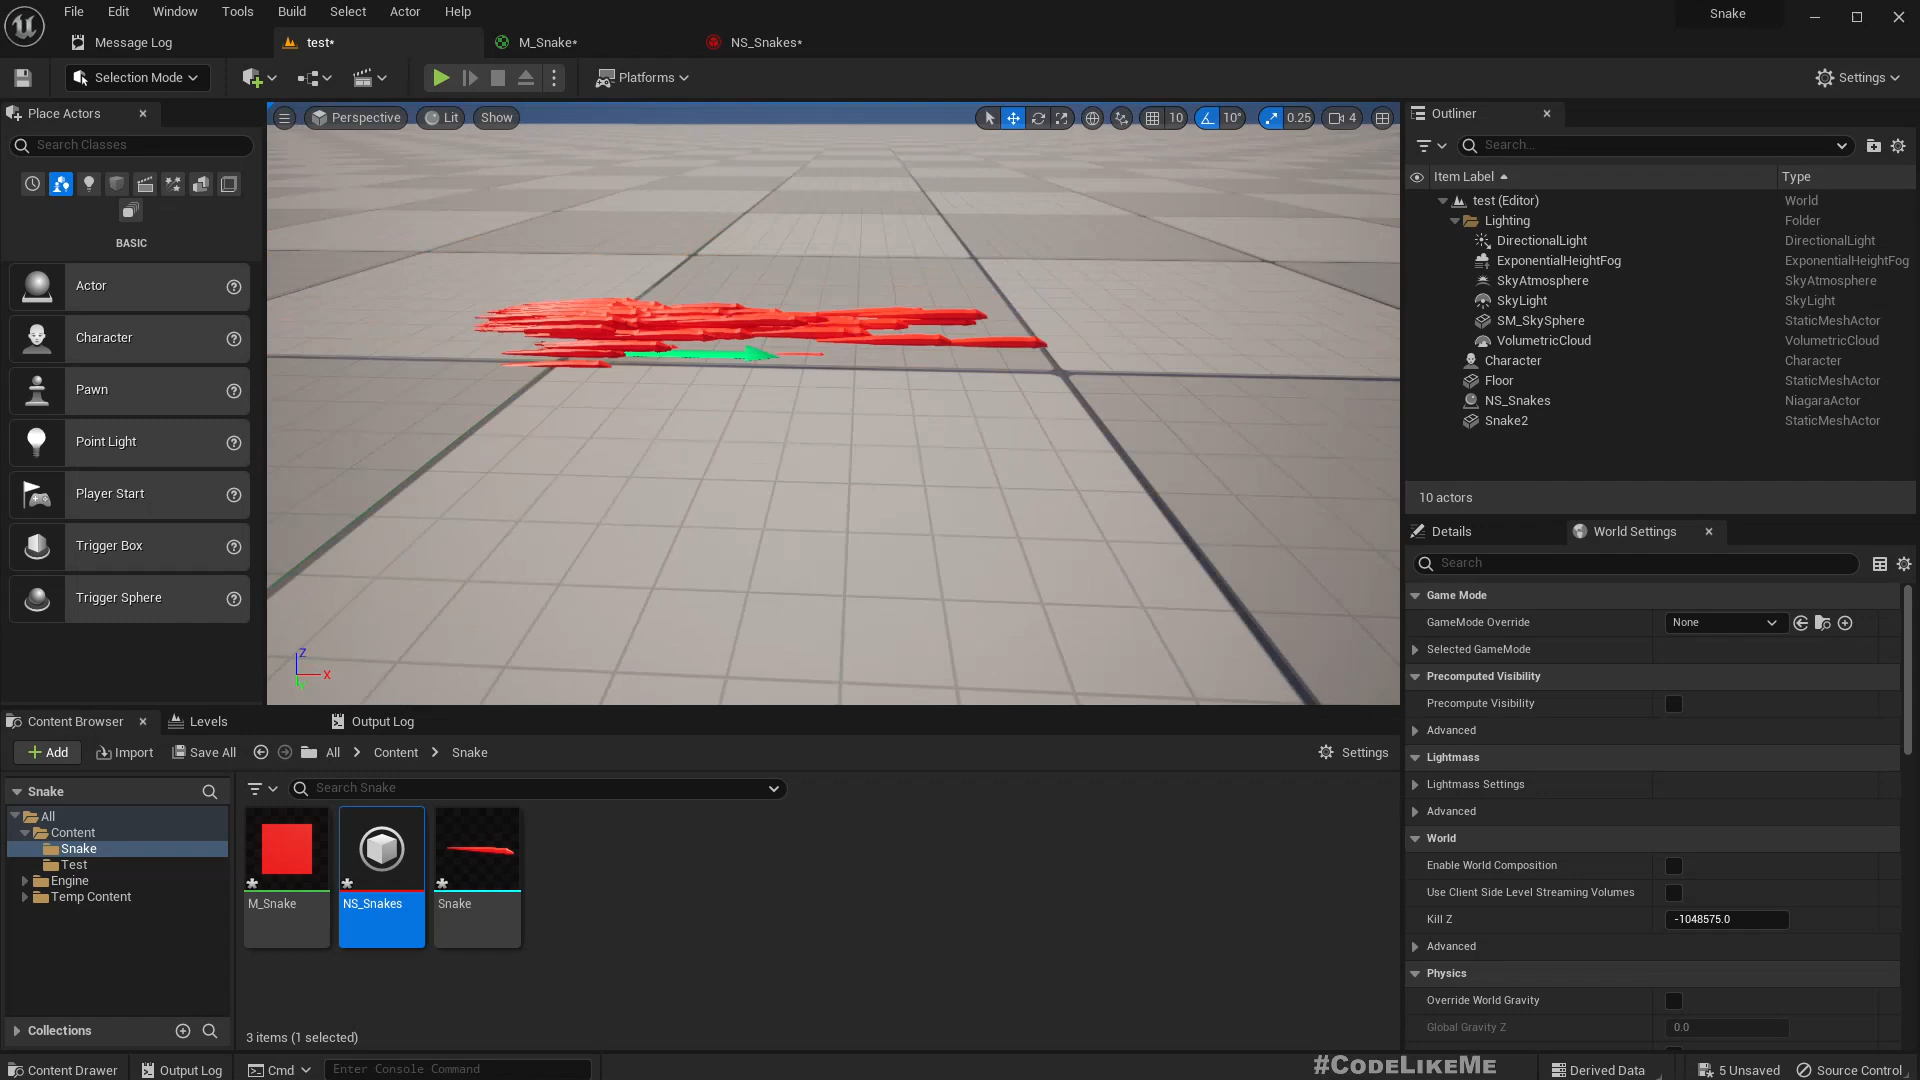 File Edit Window Tools Build Select Actor Help
Snake
Message Log
test*
M_Snake*
NS_Snakes*
Selection Mode
Platforms
Settings
Place Actors
Search Classes
BASIC
Actor
Character
Pawn
Point Light
Player Start
Trigger Box
Trigger Sphere
Perspective
Lit
Show
10
10°
0.25
4
Z
X
Y
Outliner
Search...
Item Label
Type
test (Editor) World
Lighting Folder
DirectionalLight DirectionalLight
ExponentialHeightFog ExponentialHeightFog
SkyAtmosphere SkyAtmosphere
SkyLight SkyLight
SM_SkySphere StaticMeshActor
VolumetricCloud VolumetricCloud
Character Character
Floor StaticMeshActor
NS_Snakes NiagaraActor
Snake2 StaticMeshActor
10 actors
Details
World Settings
Search
Game Mode
GameMode Override None
Selected GameMode
Precomputed Visibility
Precompute Visibility
Advanced
Lightmass
Lightmass Settings
Advanced
World
Enable World Composition
Use Client Side Level Streaming Volumes
Kill Z -1048575.0
Advanced
Physics
Override World Gravity
Global Gravity Z 0.0
Content Browser
Levels
Output Log
Add
Import
Save All
All
Content
Snake
Settings
Snake
All
Content
Snake
Test
Engine
Temp Content
Collections
Search Snake
M_Snake
NS_Snakes
Snake
3 items (1 selected)
Content Drawer
Output Log
Cmd
Enter Console Command
#CODELIKEME
Derived Data
5 Unsaved
Source Control